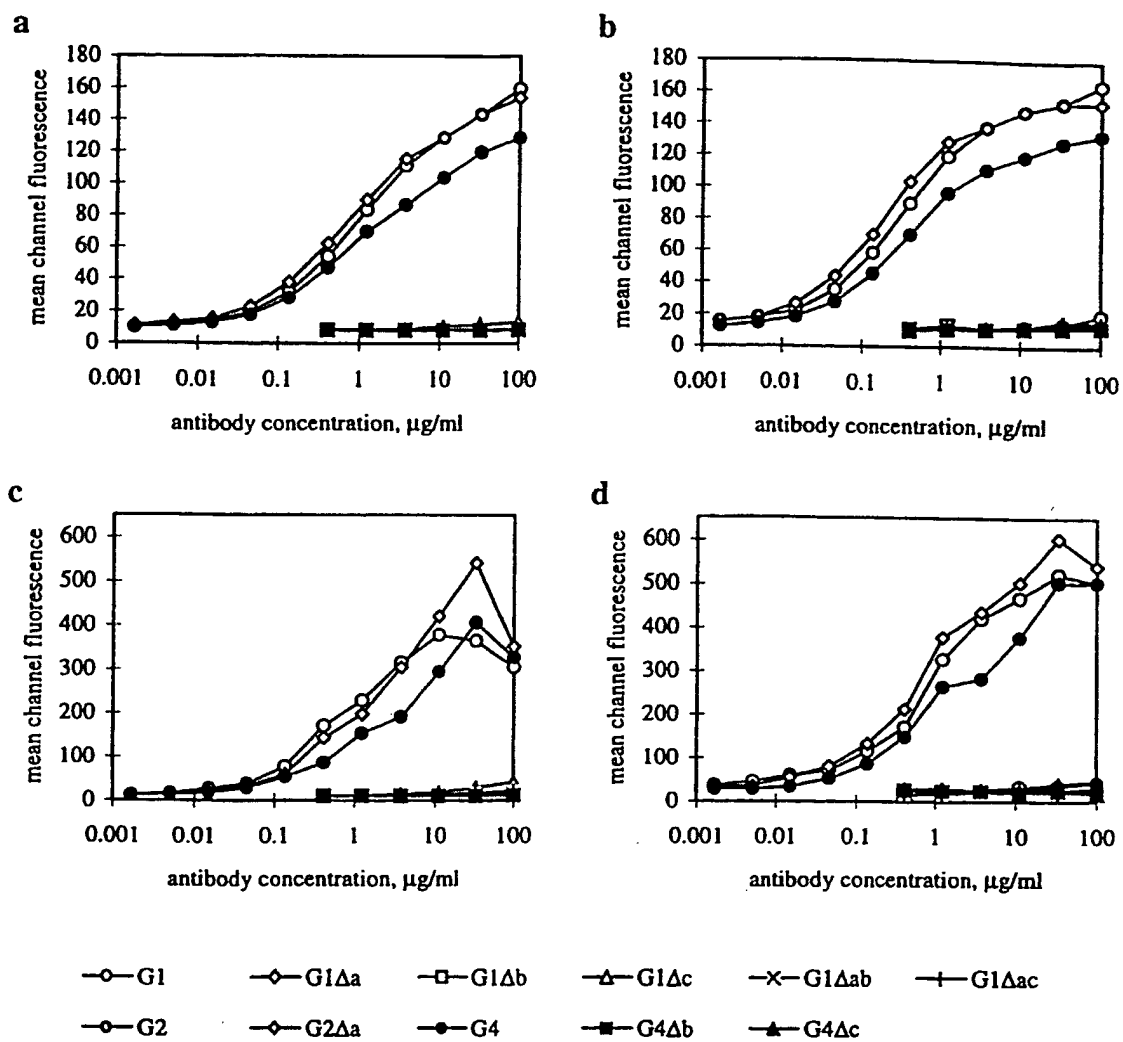 a
180
160
140
120
100
80
60
40
20
0
mean channel fluorescence
0.001 0.01 0.1 1 10 100
antibody concentration, μg/ml
b
180
160
140
120
100
80
60
40
20
0
mean channel fluorescence
0.001 0.01 0.1 1 10 100
antibody concentration, μg/ml
c
600
500
400
300
200
100
0
mean channel fluorescence
0.001 0.01 0.1 1 10 100
antibody concentration, μg/ml
d
600
500
400
300
200
100
0
mean channel fluorescence
0.001 0.01 0.1 1 10 100
antibody concentration, μg/ml
G1 G1Δa G1Δb G1Δc G1Δab G1Δac
G2 G2Δa G4 G4Δb G4Δc